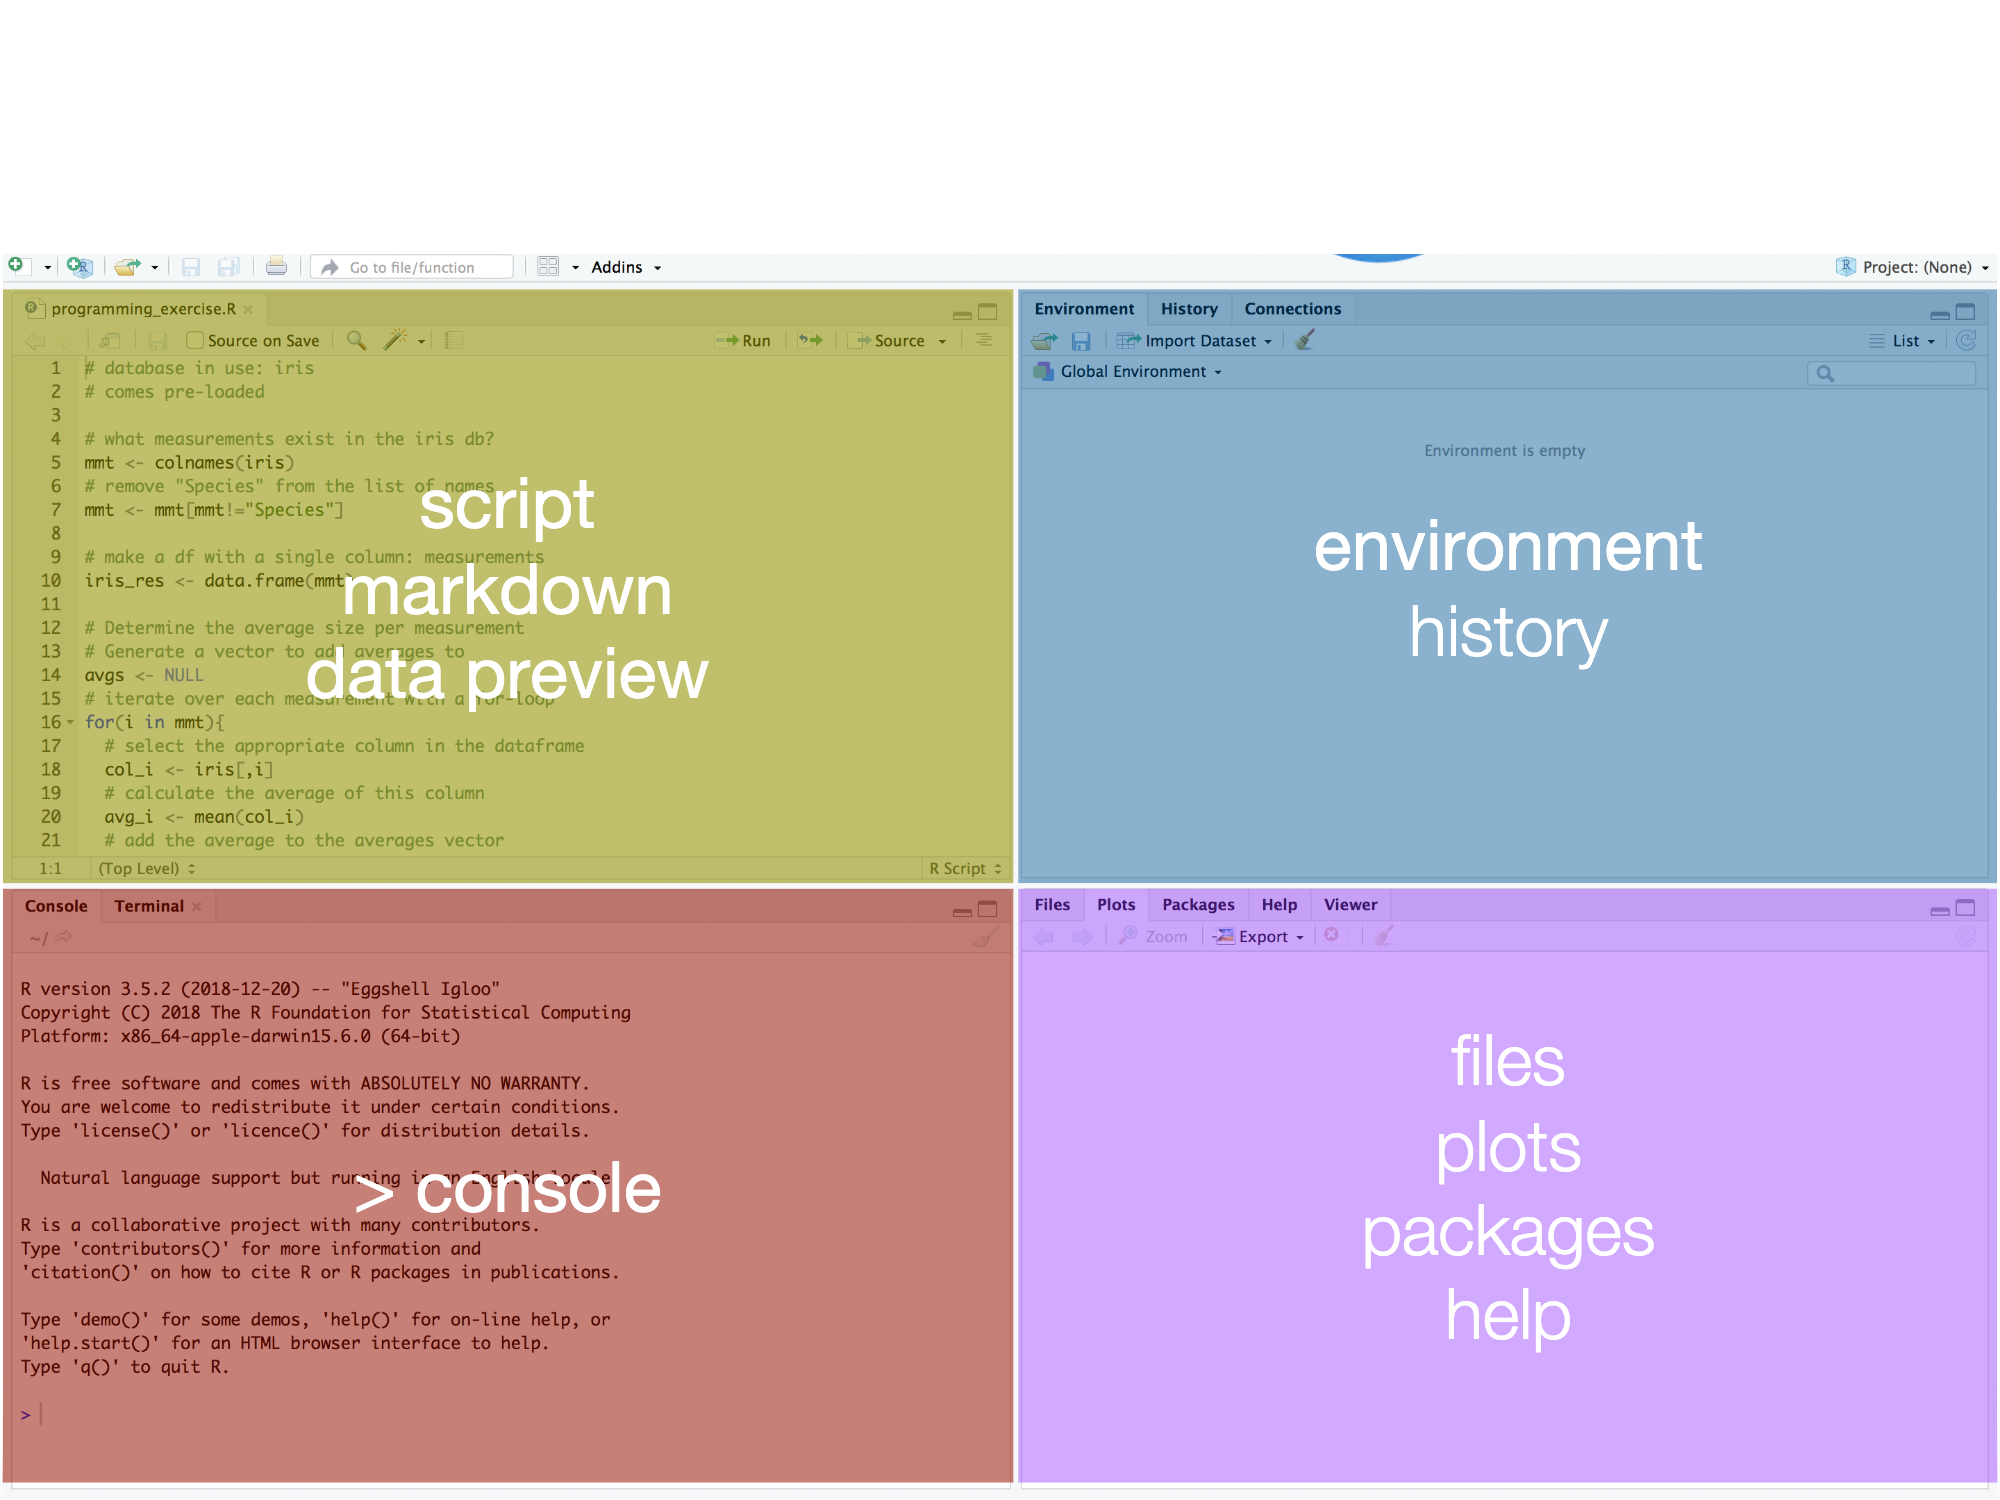 Go to file/function
Addins
Project: (None)
programming_exercise.R
Source on Save
Run
Source
1 # database in use: iris
2 # comes pre-loaded
3
4 # what measurements exist in the iris db?
5 mmt <- colnames(iris)
6 # remove "Species" from the list of names
7 mmt <- mmt[mmt!="Species"]
8
9 # make a df with a single column: measurements
10 iris_res <- data.frame(mmt)
11
12 # Determine the average size per measurement
13 # Generate a vector to add averages to
14 avgs <- NULL
15 # iterate over each measurement with a for-loop
16 for(i in mmt){
17 # select the appropriate column in the dataframe
18 col_i <- iris[,i]
19 # calculate the average of this column
20 avg_i <- mean(col_i)
21 # add the average to the averages vector
1:1 (Top Level) R Script
script
markdown
data preview
Environment History Connections
Import Dataset
List
Global Environment
Environment is empty
environment
history
Console Terminal
~/
R version 3.5.2 (2018-12-20) -- "Eggshell Igloo"
Copyright (C) 2018 The R Foundation for Statistical Computing
Platform: x86_64-apple-darwin15.6.0 (64-bit)
R is free software and comes with ABSOLUTELY NO WARRANTY.
You are welcome to redistribute it under certain conditions.
Type 'license()' or 'licence()' for distribution details.
Natural language support but running in an English locale
R is a collaborative project with many contributors.
Type 'contributors()' for more information and
'citation()' on how to cite R or R packages in publications.
Type 'demo()' for some demos, 'help()' for on-line help, or
'help.start()' for an HTML browser interface to help.
Type 'q()' to quit R.
>
> console
Files Plots Packages Help Viewer
Zoom Export
files
plots
packages
help